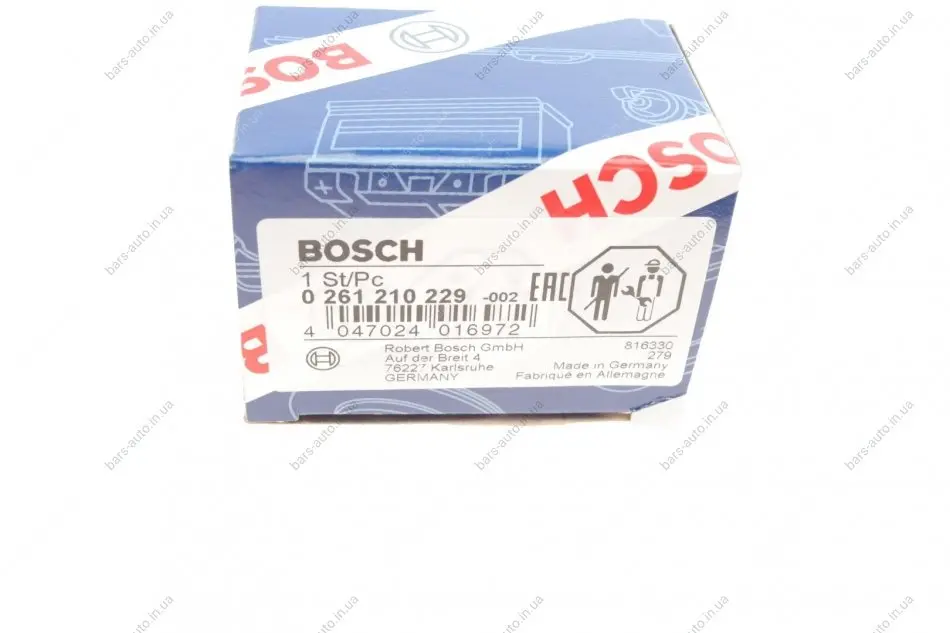 BOSCH
BOSCH
BOSCH
1 St/Pc
0 261 210 229 -002
EAC
4 047024 016972
Robert Bosch GmbH
Auf der Breit 4
76227 Karlsruhe
GERMANY
816330
279
Made in Germany
Fabriqué en Allemagne
bars-auto.in.ua